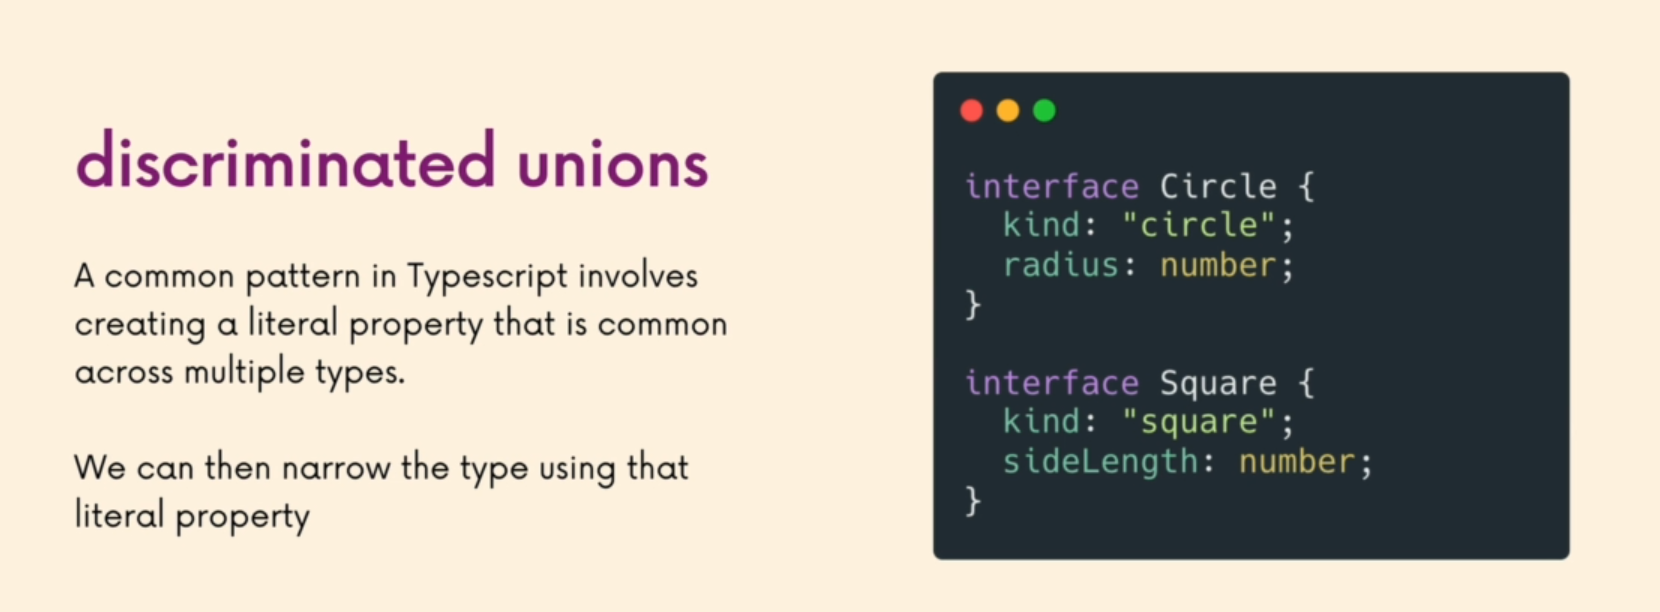 discriminated unions
A common pattern in Typescript involves
creating a literal property that is common
across multiple types.
We can then narrow the type using that
literal property
interface Circle {
  kind: "circle";
  radius: number;
}
interface Square {
  kind: "square";
  sideLength: number;
}